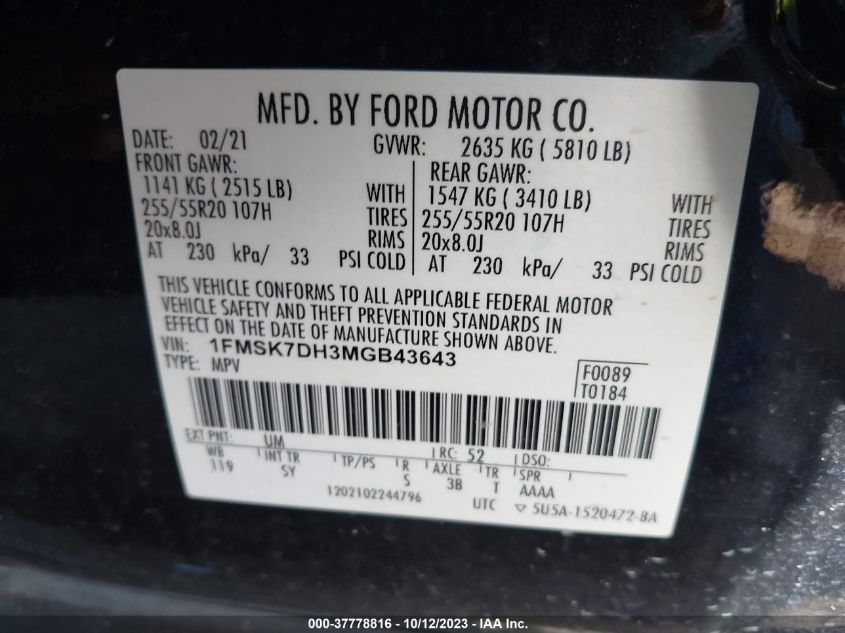 MFD. BY FORD MOTOR CO.
DATE: 02/21 GVWR: 2635 KG ( 5810 LB)
FRONT GAWR: REAR GAWR:
1141 KG ( 2515 LB) WITH 1547 KG ( 3410 LB) WITH
255/55R20 107H TIRES 255/55R20 107H TIRES
20x8.0J RIMS 20x8.0J RIMS
AT 230 kPa/ 33 PSI COLD AT 230 kPa/ 33 PSI COLD
THIS VEHICLE CONFORMS TO ALL APPLICABLE FEDERAL MOTOR
VEHICLE SAFETY AND THEFT PREVENTION STANDARDS IN
EFFECT ON THE DATE OF MANUFACTURE SHOWN ABOVE.
VIN: 1FMSK7DH3MGB43643
TYPE: MPV
F0089
T0184
EXT PNT: UM RC: 52 DSO:
WB INT TR TP/PS R AXLE TR SPR
119 SY S 3B T AAAA
1202102244796 UTC ▽ 5U5A-1520472-BA
000-37778816 - 10/12/2023 - IAA Inc.